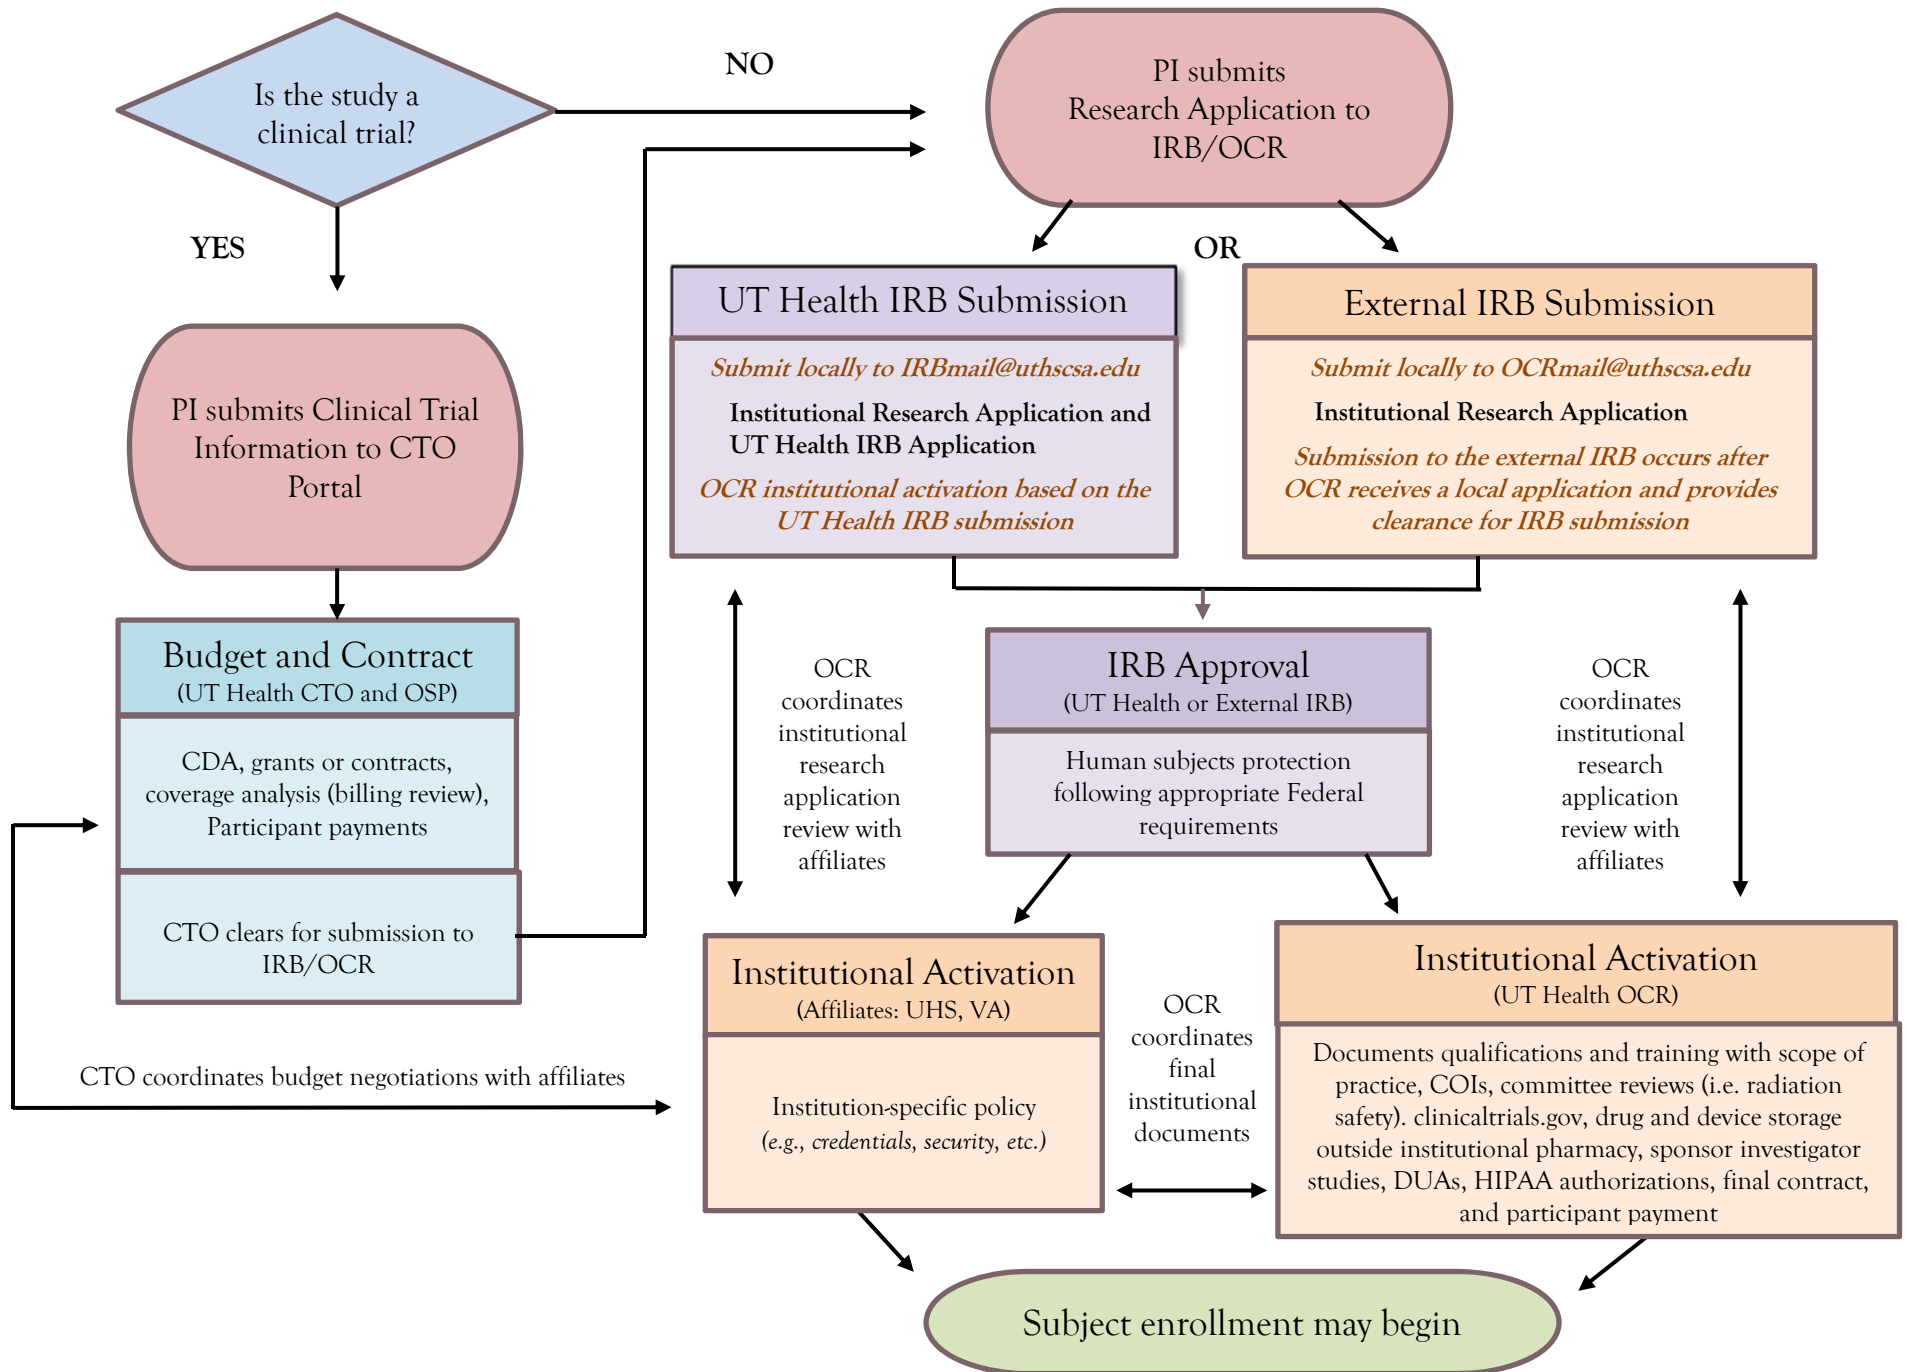 Is the study a
clinical trial?
NO
YES
PI submits
Research Application to
IRB/OCR
OR
PI submits Clinical Trial
Information to CTO
Portal
UT Health IRB Submission
Submit locally to IRBmail@uthscsa.edu
Institutional Research Application and
UT Health IRB Application
OCR institutional activation based on the
UT Health IRB submission
External IRB Submission
Submit locally to OCRmail@uthscsa.edu
Institutional Research Application
Submission to the external IRB occurs after
OCR receives a local application and provides
clearance for IRB submission
Budget and Contract
(UT Health CTO and OSP)
CDA, grants or contracts,
coverage analysis (billing review),
Participant payments
CTO clears for submission to
IRB/OCR
OCR
coordinates
institutional
research
application
review with
affiliates
IRB Approval
(UT Health or External IRB)
Human subjects protection
following appropriate Federal
requirements
OCR
coordinates
institutional
research
application
review with
affiliates
CTO coordinates budget negotiations with affiliates
Institutional Activation
(Affiliates: UHS, VA)
Institution-specific policy
(e.g., credentials, security, etc.)
OCR
coordinates
final
institutional
documents
Institutional Activation
(UT Health OCR)
Documents qualifications and training with scope of
practice, COIs, committee reviews (i.e. radiation
safety). clinicaltrials.gov, drug and device storage
outside institutional pharmacy, sponsor investigator
studies, DUAs, HIPAA authorizations, final contract,
and participant payment
Subject enrollment may begin